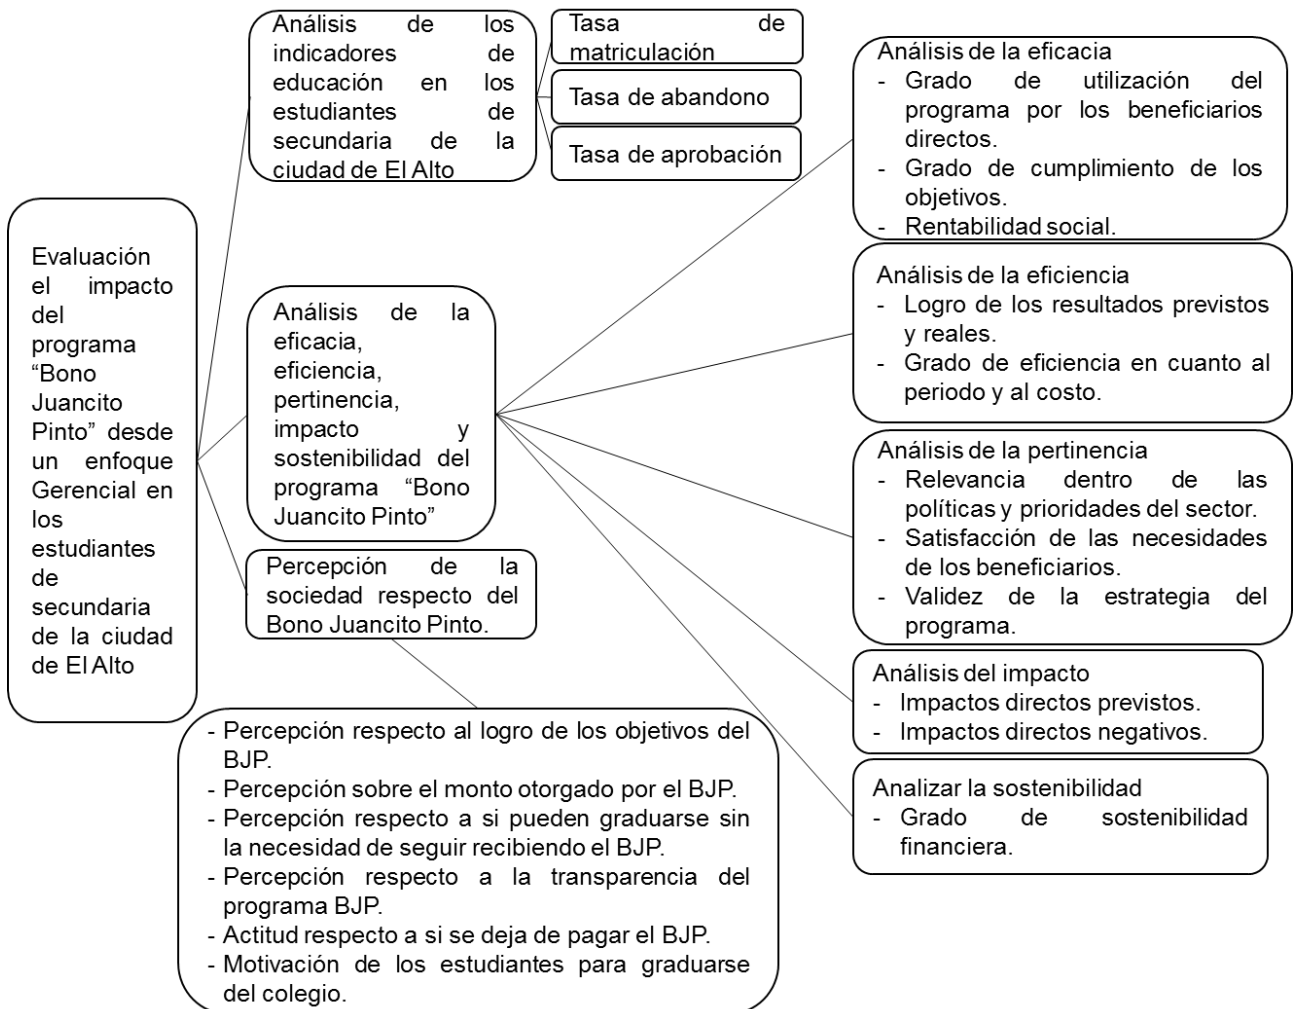 Evaluación
el impacto
del
programa
“Bono
Juancito
Pinto” desde
un enfoque
Gerencial en
los
estudiantes
de
secundaria
de la ciudad
de El Alto
Análisis de los
indicadores de
educación en los
estudiantes de
secundaria de la
ciudad de El Alto
Tasa de
matriculación
Tasa de abandono
Tasa de aprobación
Análisis de la
eficacia,
eficiencia,
pertinencia,
impacto y
sostenibilidad del
programa “Bono
Juancito Pinto”
Análisis de la eficacia
- Grado de utilización del
programa por los beneficiarios
directos.
- Grado de cumplimiento de los
objetivos.
- Rentabilidad social.
Análisis de la eficiencia
- Logro de los resultados previstos
y reales.
- Grado de eficiencia en cuanto al
periodo y al costo.
Análisis de la pertinencia
- Relevancia dentro de las
políticas y prioridades del sector.
- Satisfacción de las necesidades
de los beneficiarios.
- Validez de la estrategia del
programa.
Análisis del impacto
- Impactos directos previstos.
- Impactos directos negativos.
Analizar la sostenibilidad
- Grado de sostenibilidad
financiera.
Percepción de la
sociedad respecto del
Bono Juancito Pinto.
- Percepción respecto al logro de los objetivos del
BJP.
- Percepción sobre el monto otorgado por el BJP.
- Percepción respecto a si pueden graduarse sin
la necesidad de seguir recibiendo el BJP.
- Percepción respecto a la transparencia del
programa BJP.
- Actitud respecto a si se deja de pagar el BJP.
- Motivación de los estudiantes para graduarse
del colegio.